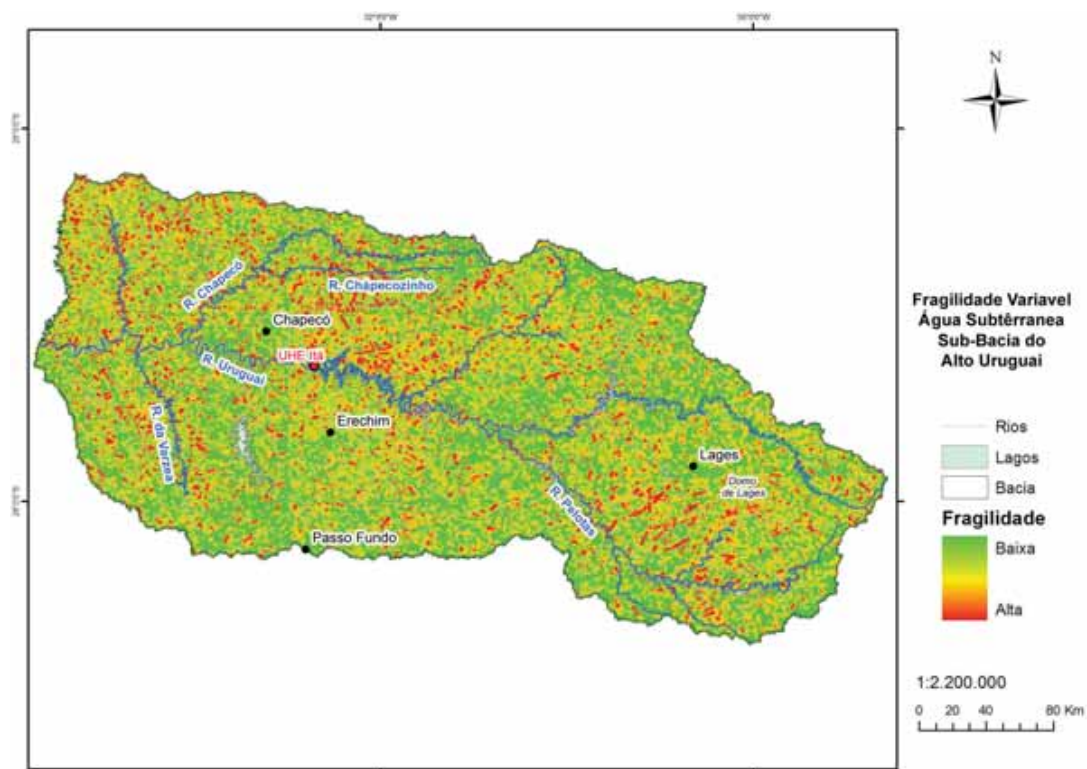 N
R. Chapecó
R. Chapecozinho
Chapecó
UHE Itá
R. Uruguai
Erechim
R. da Varzea
Lages
Domo
de Lages
R. Pelotas
Passo Fundo
Fragilidade Variavel
Água Subtêrranea
Sub-Bacia do
Alto Uruguai
Rios
Lagos
Bacia
Fragilidade
Baixa
Alta
1:2.200.000
0 20 40 80 Km